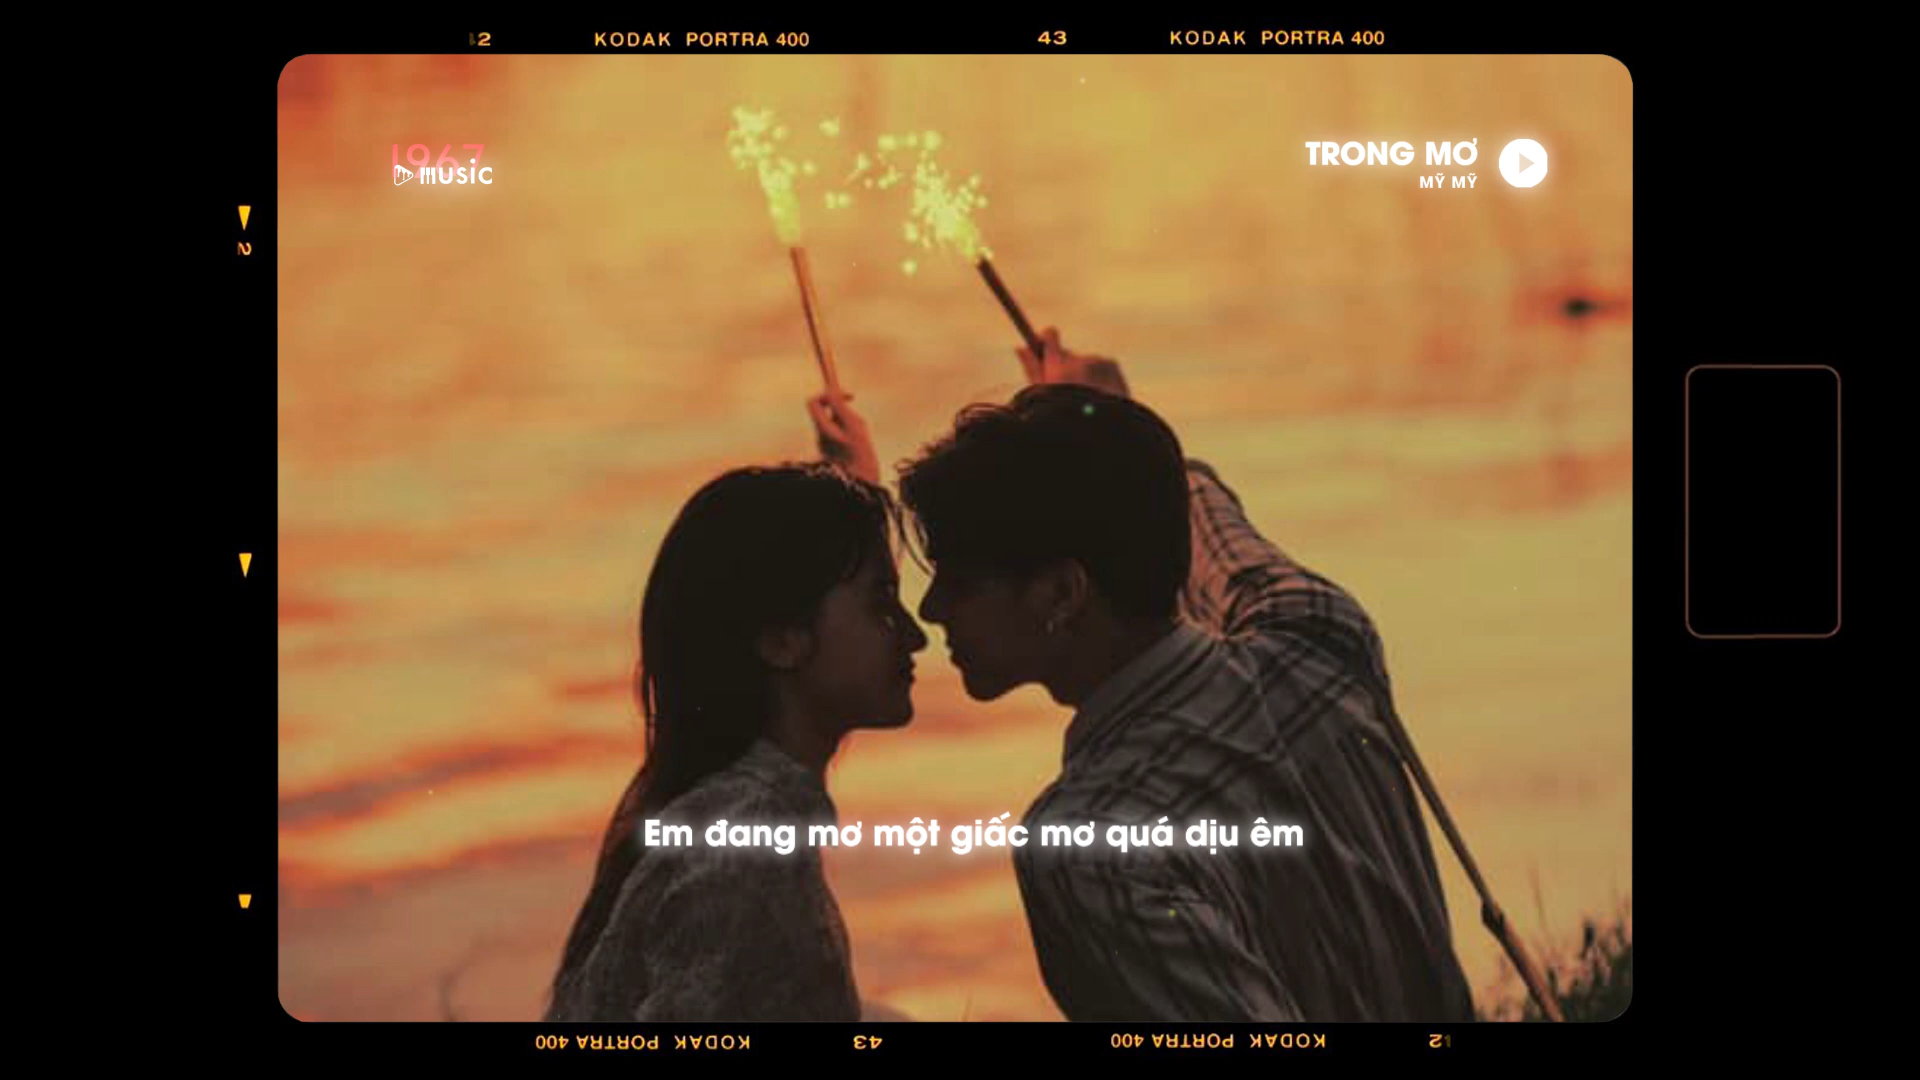 12 KODAK PORTRA 400 43 KODAK PORTRA 400
1967
music
TRONG MƠ
MỸ MỸ
2
Em đang mơ một giấc mơ quá dịu êm
KODAK PORTRA 400
43
KODAK PORTRA 400
12